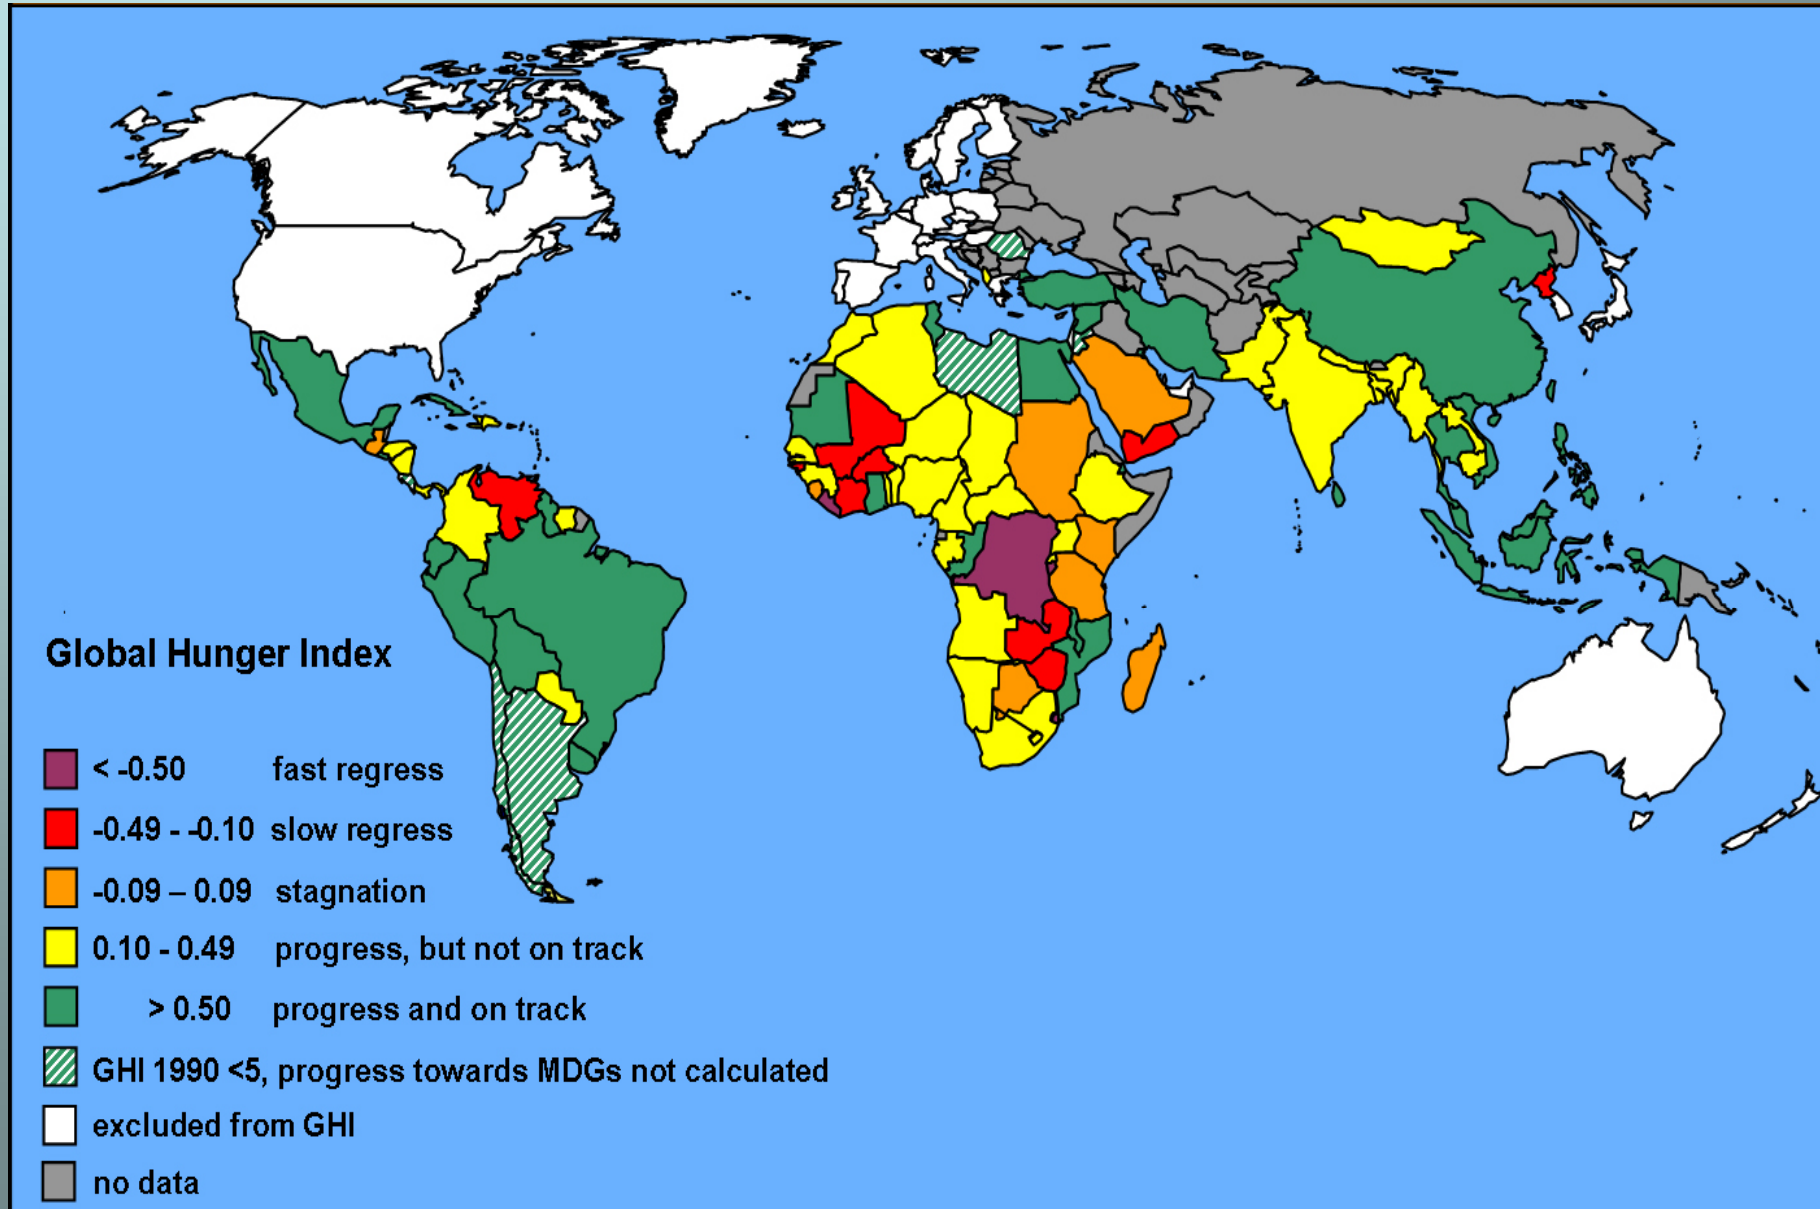 Global Hunger Index
< -0.50 fast regress
-0.49 - -0.10 slow regress
-0.09 – 0.09 stagnation
0.10 - 0.49 progress, but not on track
> 0.50 progress and on track
GHI 1990 <5, progress towards MDGs not calculated
excluded from GHI
no data